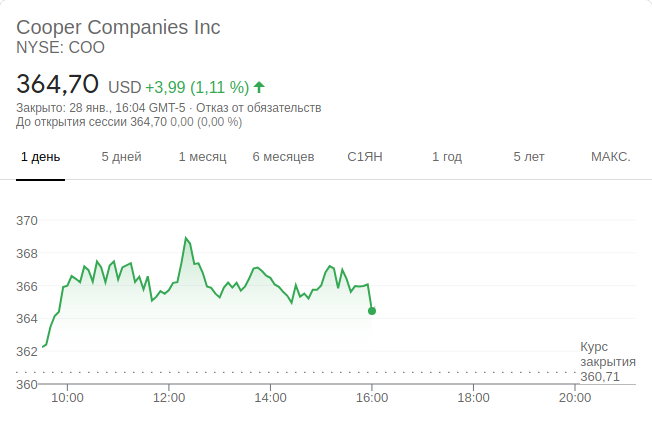 Cooper Companies Inc
NYSE: COO
364,70 USD +3,99 (1,11 %)
Закрыто: 28 янв., 16:04 GMT-5 · Отказ от обязательств
До открытия сессии 364,70 0,00 (0,00 %)
1 день 5 дней 1 месяц 6 месяцев С1ЯН 1 год 5 лет МАКС.
370
368
366
364
362
360
Курс
закрытия
360,71
10:00 12:00 14:00 16:00 18:00 20:00